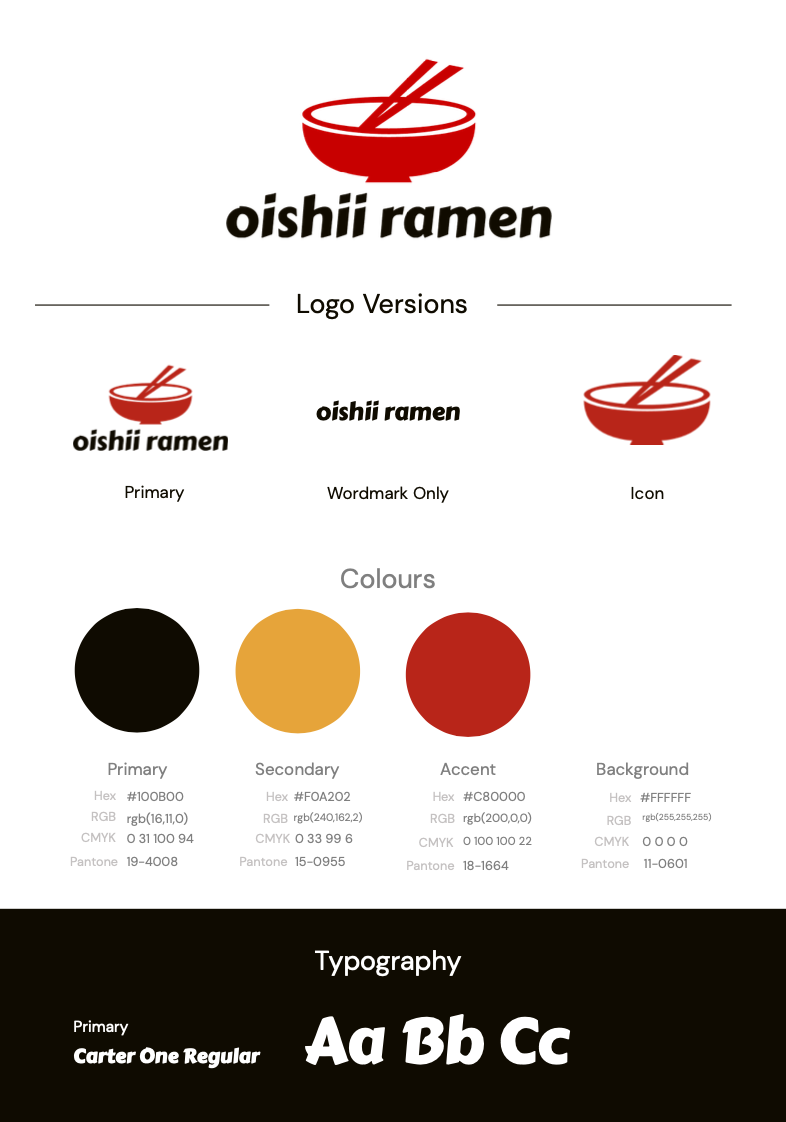 oishii ramen
Logo Versions
oishii ramen
oishii ramen
Primary
Wordmark Only
Icon
Colours
Primary
Hex #100B00
RGB rgb(16,11,0)
CMYK 0 31 100 94
Pantone 19-4008
Secondary
Hex #F0A202
RGB rgb(240,162,2)
CMYK 0 33 99 6
Pantone 15-0955
Accent
Hex #C80000
RGB rgb(200,0,0)
CMYK 0 100 100 22
Pantone 18-1664
Background
Hex #FFFFFF
RGB rgb(255,255,255)
CMYK 0 0 0 0
Pantone 11-0601
Typography
Primary
Carter One Regular
Aa Bb Cc